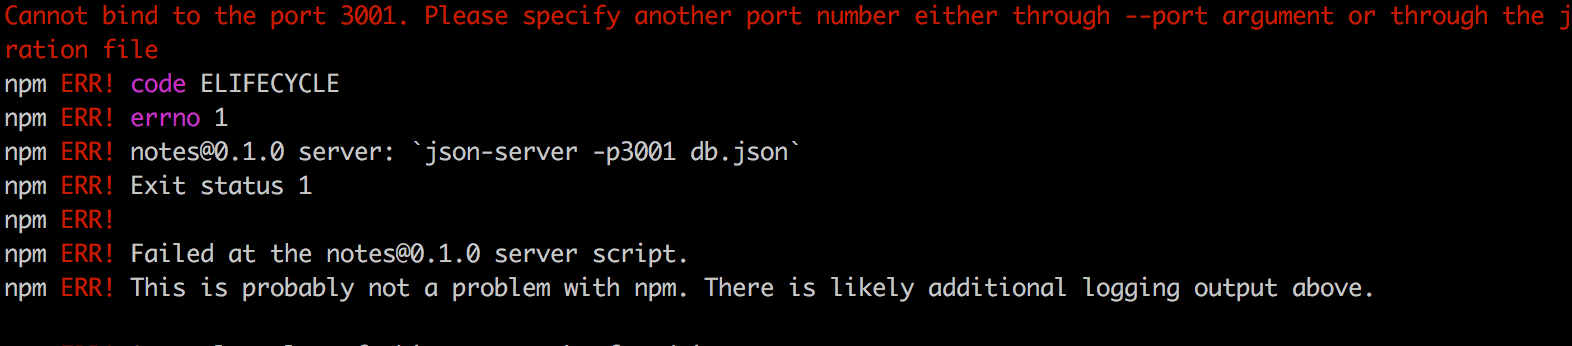 Cannot bind to the port 3001. Please specify another port number either through --port argument or through the j
ration file
npm ERR! code ELIFECYCLE
npm ERR! errno 1
npm ERR! notes@0.1.0 server: `json-server -p3001 db.json`
npm ERR! Exit status 1
npm ERR!
npm ERR! Failed at the notes@0.1.0 server script.
npm ERR! This is probably not a problem with npm. There is likely additional logging output above.